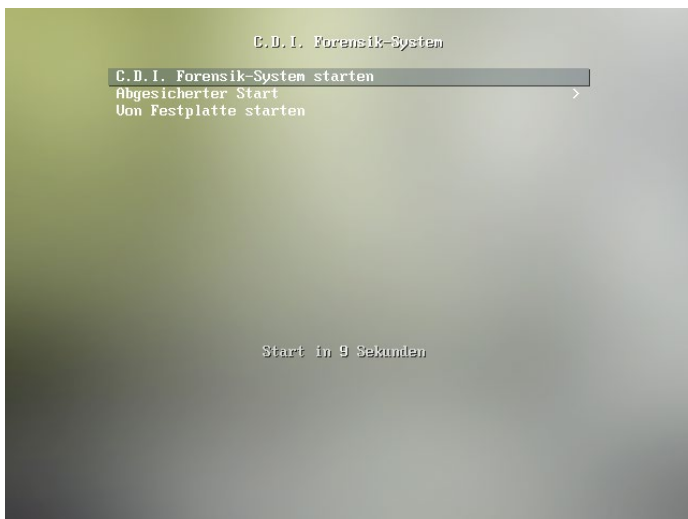 C.D.I. Forensik-System
C.D.I. Forensik-System starten
Abgesicherter Start >
Von Festplatte starten
Start in 9 Sekunden